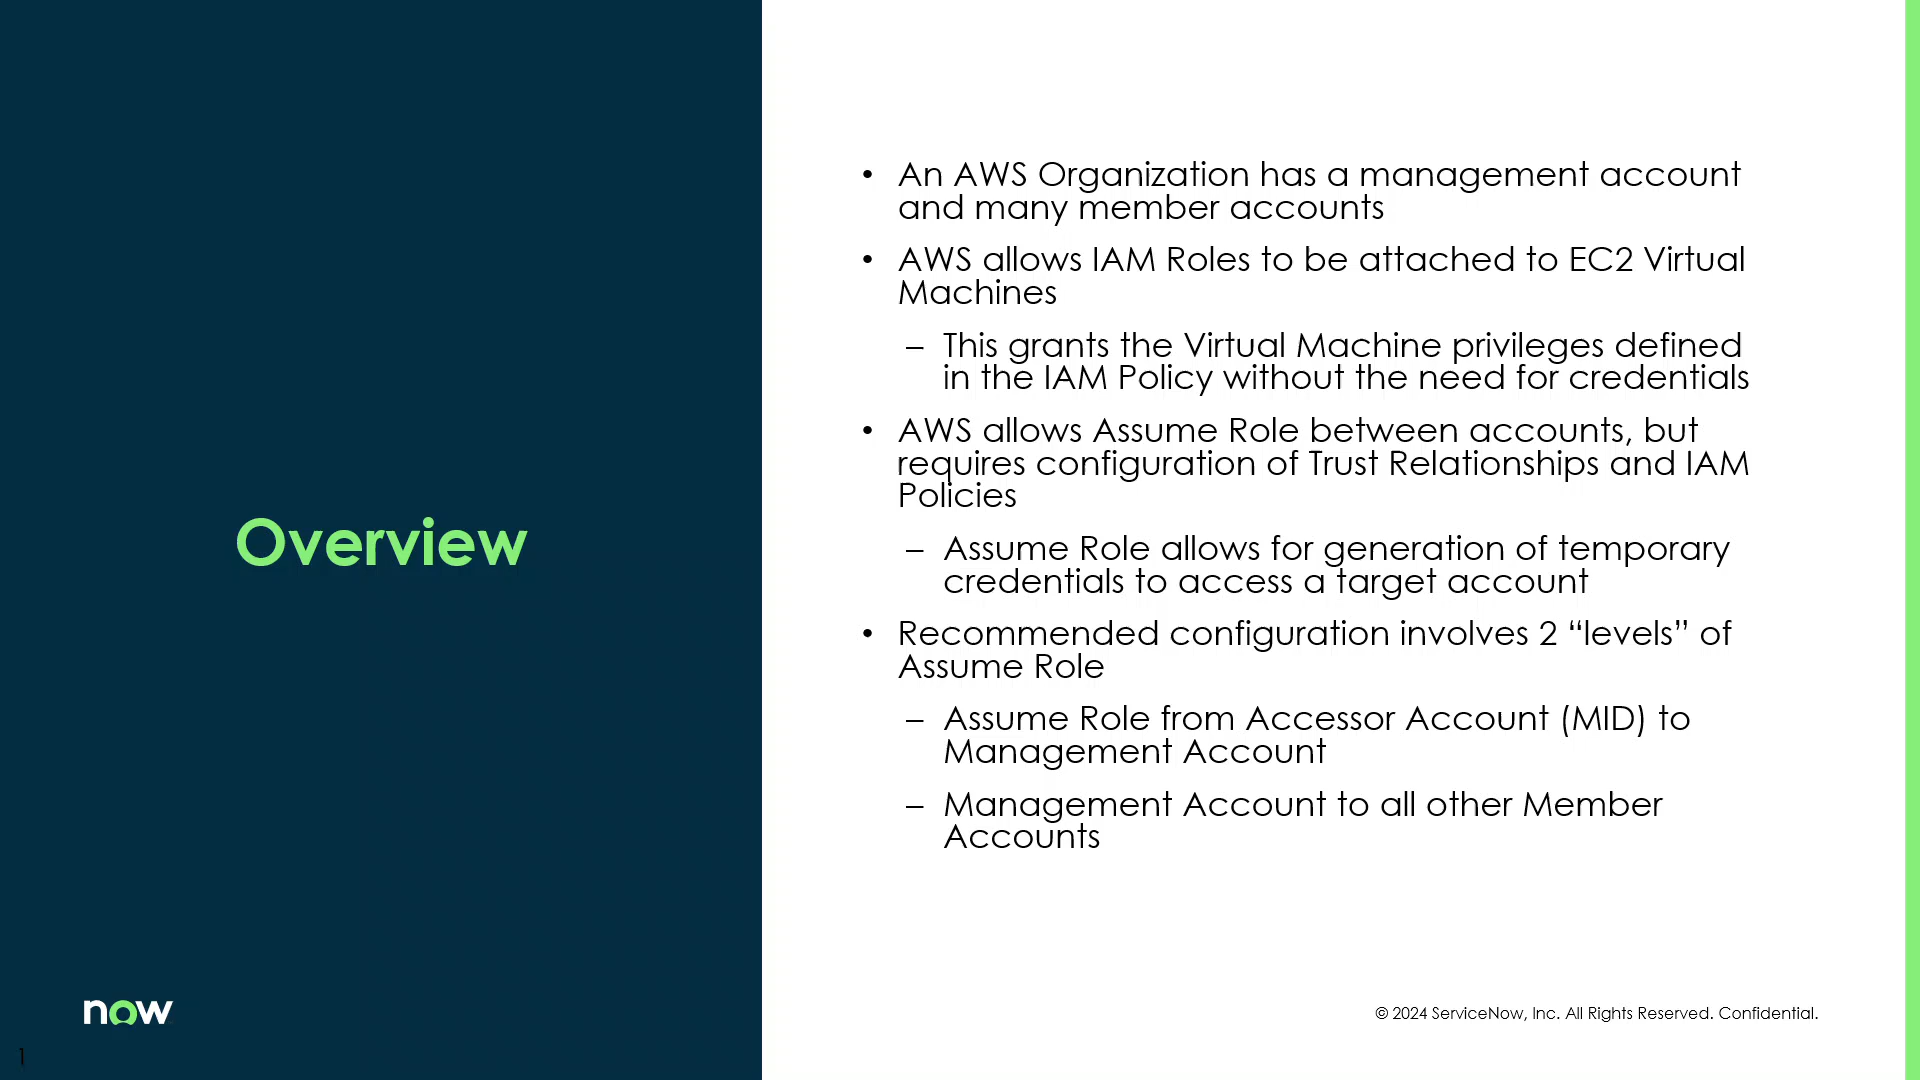 Overview
• An AWS Organization has a management account
and many member accounts
• AWS allows IAM Roles to be attached to EC2 Virtual
Machines
– This grants the Virtual Machine privileges defined
in the IAM Policy without the need for credentials
• AWS allows Assume Role between accounts, but
requires configuration of Trust Relationships and IAM
Policies
– Assume Role allows for generation of temporary
credentials to access a target account
• Recommended configuration involves 2 “levels” of
Assume Role
– Assume Role from Accessor Account (MID) to
Management Account
– Management Account to all other Member
Accounts
now
© 2024 ServiceNow, Inc. All Rights Reserved. Confidential.
1